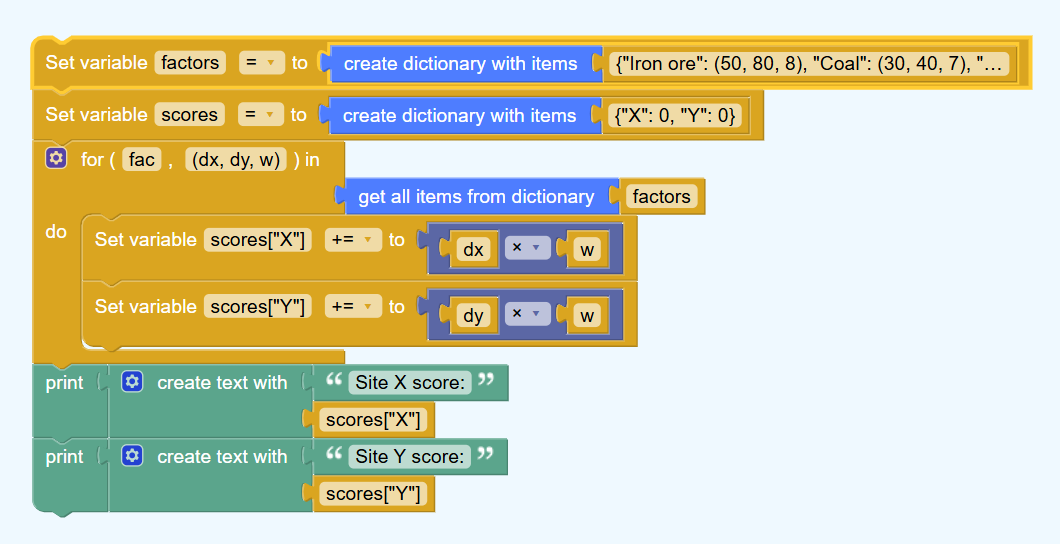 Set variable factors = ▾ to create dictionary with items {"Iron ore": (50, 80, 8), "Coal": (30, 40, 7), "…
Set variable scores = ▾ to create dictionary with items {"X": 0, "Y": 0}
for ( fac , (dx, dy, w) ) in
get all items from dictionary factors
do
Set variable scores["X"] += ▾ to dx × ▾ w
Set variable scores["Y"] += ▾ to dy × ▾ w
print create text with “ Site X score: ”
scores["X"]
print create text with “ Site Y score: ”
scores["Y"]